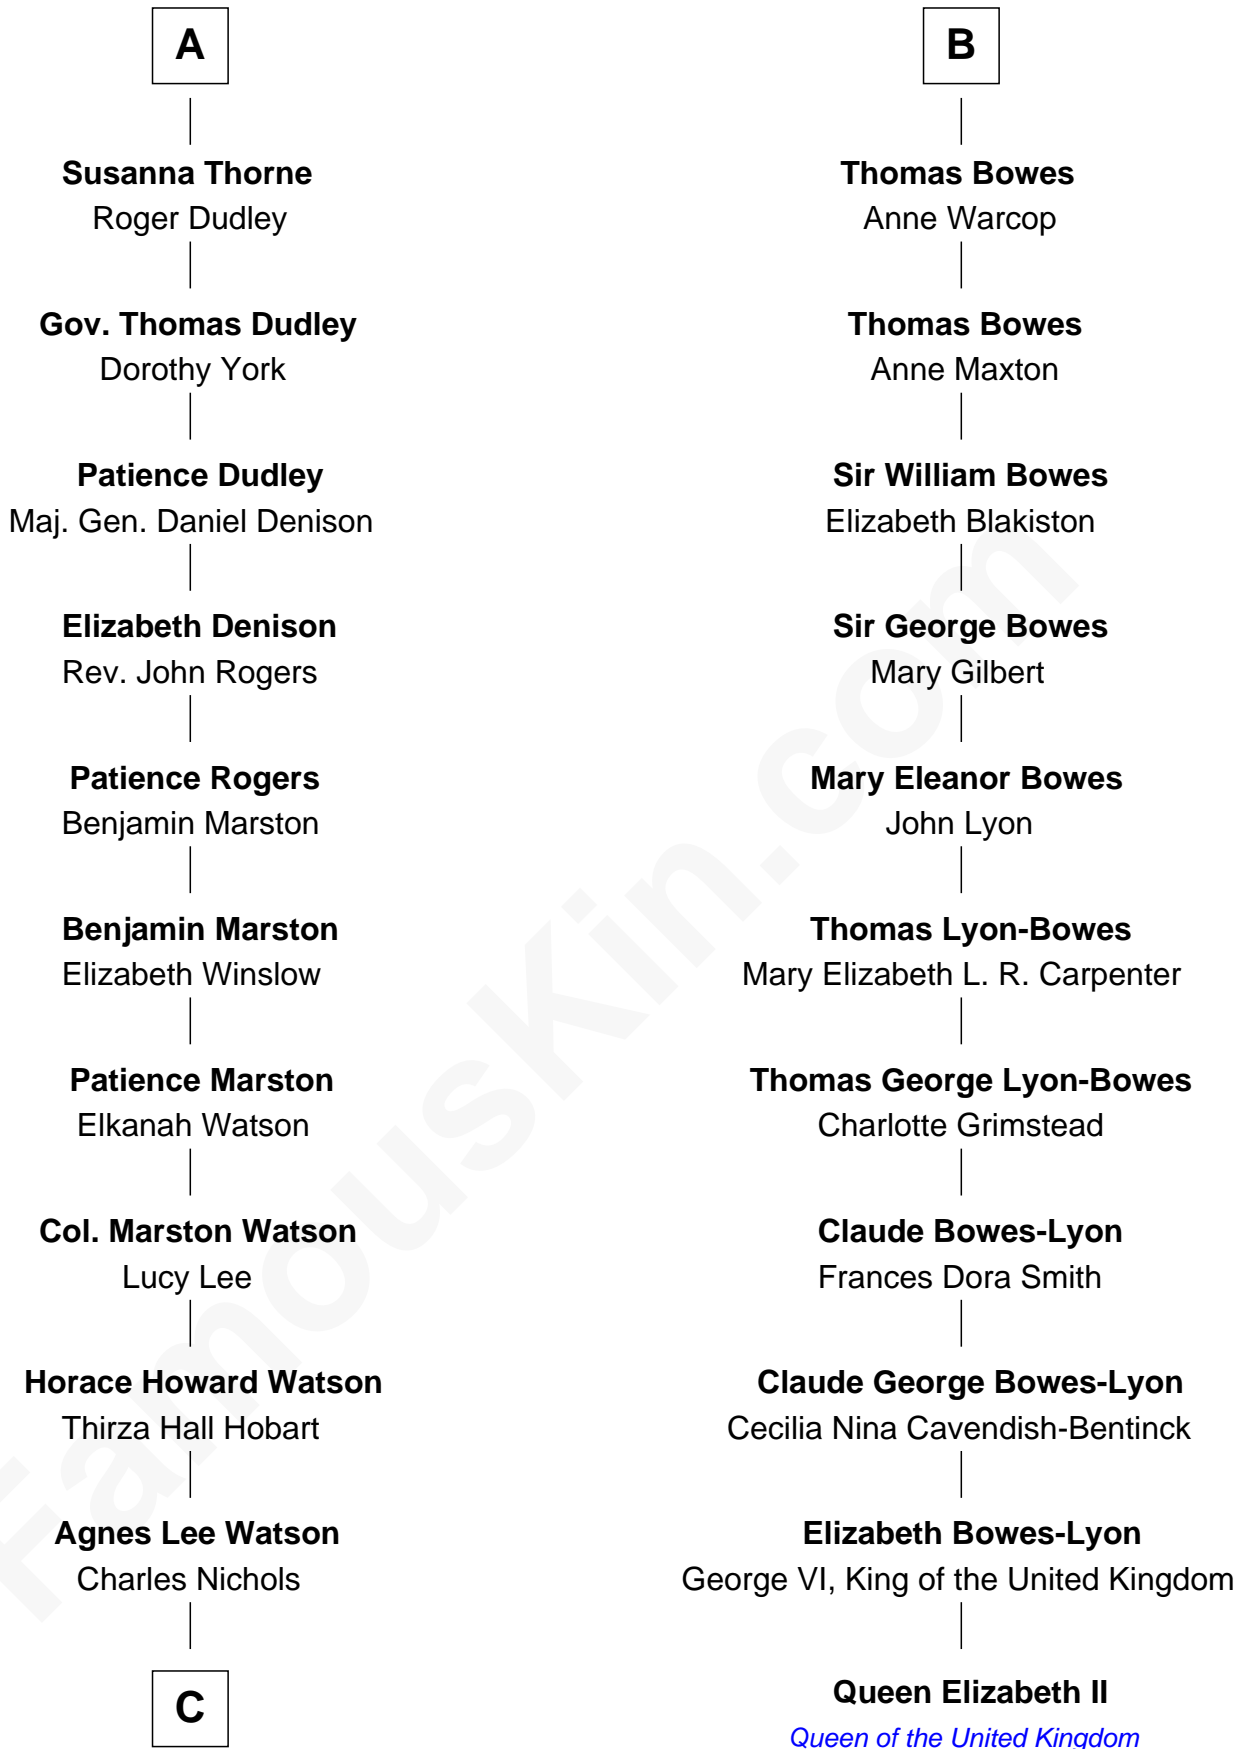 A
Susanna Thorne
Roger Dudley
Gov. Thomas Dudley
Dorothy York
Patience Dudley
Maj. Gen. Daniel Denison
Elizabeth Denison
Rev. John Rogers
Patience Rogers
Benjamin Marston
Benjamin Marston
Elizabeth Winslow
Patience Marston
Elkanah Watson
Col. Marston Watson
Lucy Lee
Horace Howard Watson
Thirza Hall Hobart
Agnes Lee Watson
Charles Nichols
C
B
Thomas Bowes
Anne Warcop
Thomas Bowes
Anne Maxton
Sir William Bowes
Elizabeth Blakiston
Sir George Bowes
Mary Gilbert
Mary Eleanor Bowes
John Lyon
Thomas Lyon-Bowes
Mary Elizabeth L. R. Carpenter
Thomas George Lyon-Bowes
Charlotte Grimstead
Claude Bowes-Lyon
Frances Dora Smith
Claude George Bowes-Lyon
Cecilia Nina Cavendish-Bentinck
Elizabeth Bowes-Lyon
George VI, King of the United Kingdom
Queen Elizabeth II
Queen of the United Kingdom
FamousKin.com